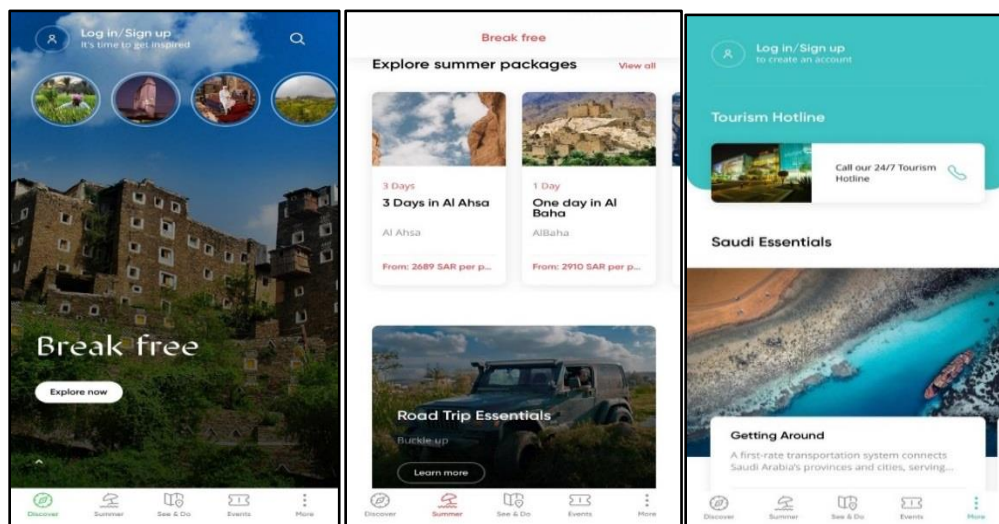 Log in/Sign up
It's time to get inspired
Break free
Explore now
Discover
Summer
See & Do
Events
More
Break free
Explore summer packages
View all
3 Days
3 Days in Al Ahsa
Al Ahsa
From: 2689 SAR per p...
1 Day
One day in Al
Baha
AlBaha
From: 2910 SAR per p...
Road Trip Essentials
Buckle up
Learn more
Discover
Summer
See & Do
Events
More
Log in/Sign up
to create an account
Tourism Hotline
Call our 24/7 Tourism
Hotline
Saudi Essentials
Getting Around
A first-rate transportation system connects
Saudi Arabia's provinces and cities, serving...
Discover
Summer
See & Do
Events
More